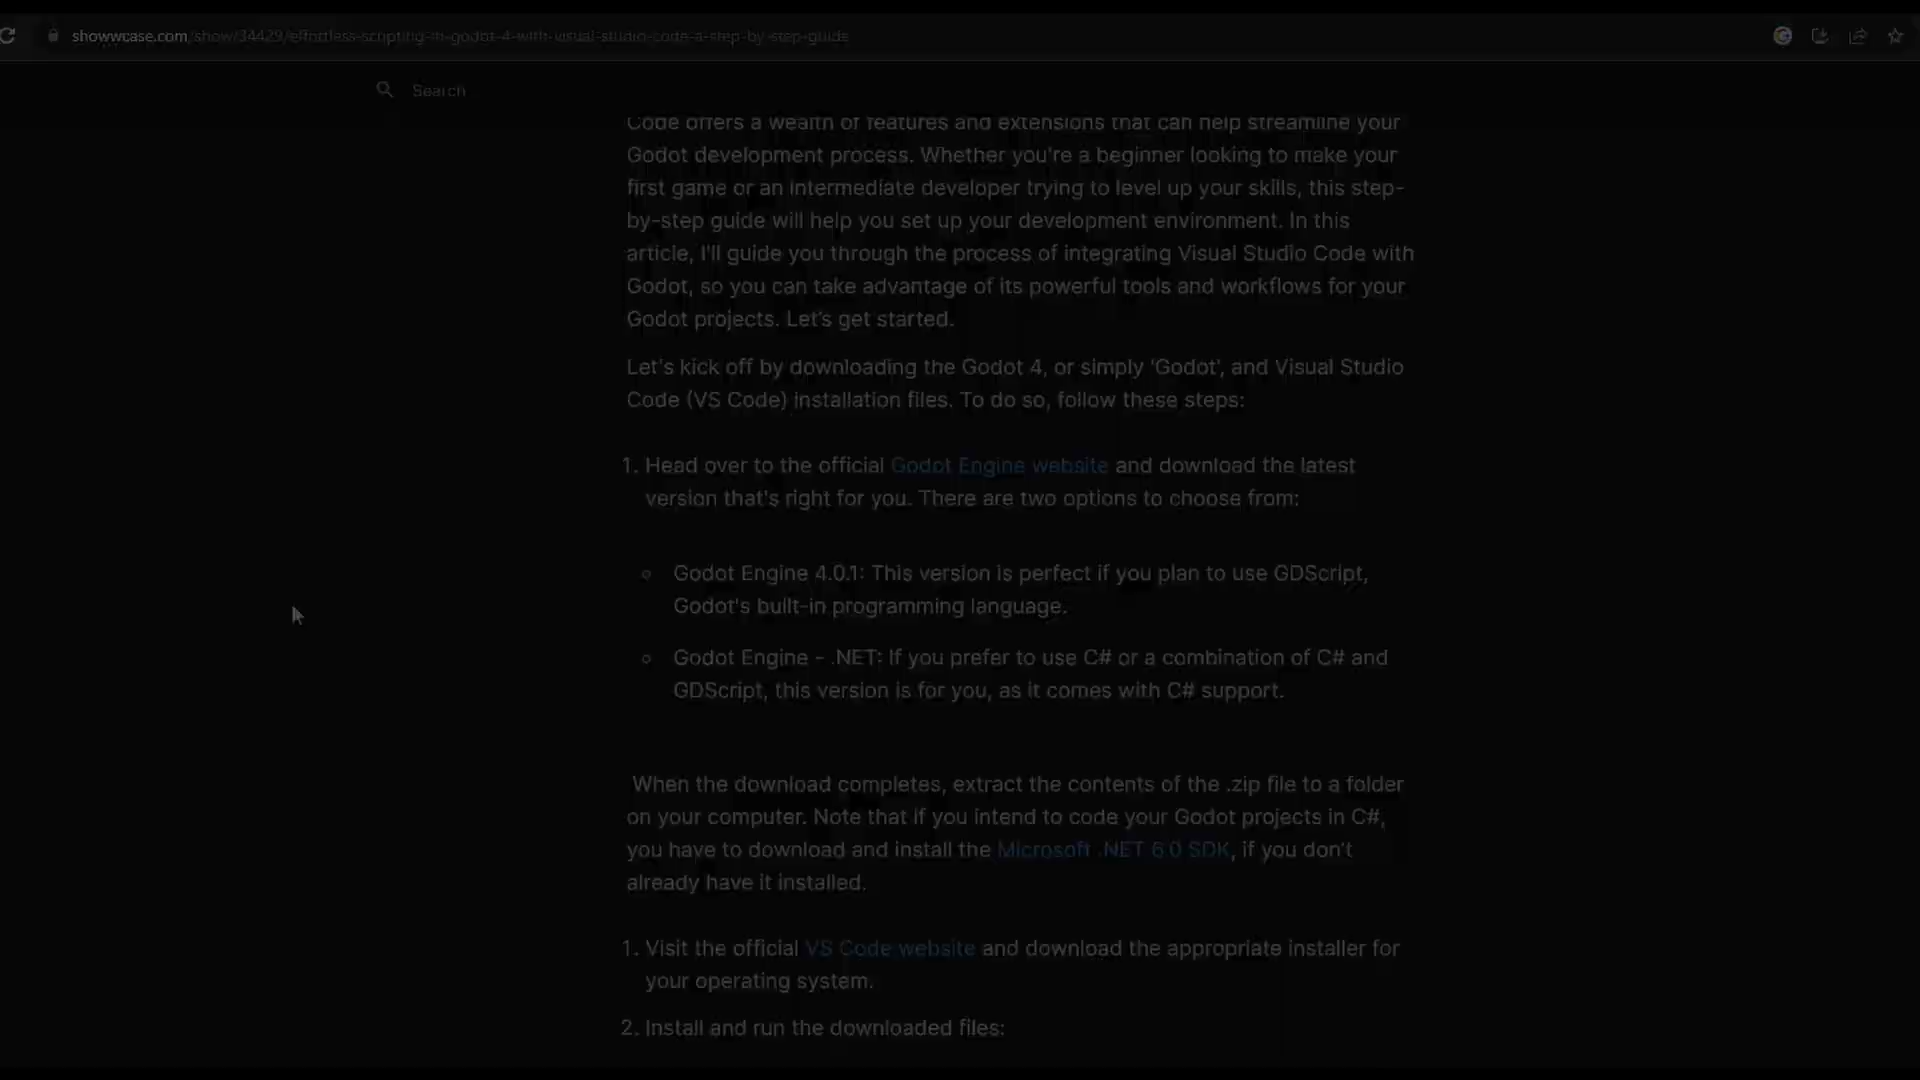 showwcase.com/show/34429/effortless-scripting-in-godot-4-with-visual-studio-code-a-step-by-step-guide
Search
Code offers a wealth of features and extensions that can help streamline your
Godot development process. Whether you're a beginner looking to make your
first game or an intermediate developer trying to level up your skills, this step-
by-step guide will help you set up your development environment. In this
article, I'll guide you through the process of integrating Visual Studio Code with
Godot, so you can take advantage of its powerful tools and workflows for your
Godot projects. Let's get started.
Let's kick off by downloading the Godot 4, or simply 'Godot', and Visual Studio
Code (VS Code) installation files. To do so, follow these steps:
1. Head over to the official Godot Engine website and download the latest
version that's right for you. There are two options to choose from:
Godot Engine 4.0.1: This version is perfect if you plan to use GDScript,
Godot's built-in programming language.
Godot Engine - .NET: If you prefer to use C# or a combination of C# and
GDScript, this version is for you, as it comes with C# support.
When the download completes, extract the contents of the .zip file to a folder
on your computer. Note that if you intend to code your Godot projects in C#,
you have to download and install the Microsoft .NET 6.0 SDK, if you don't
already have it installed.
1. Visit the official VS Code website and download the appropriate installer for
your operating system.
2. Install and run the downloaded files: